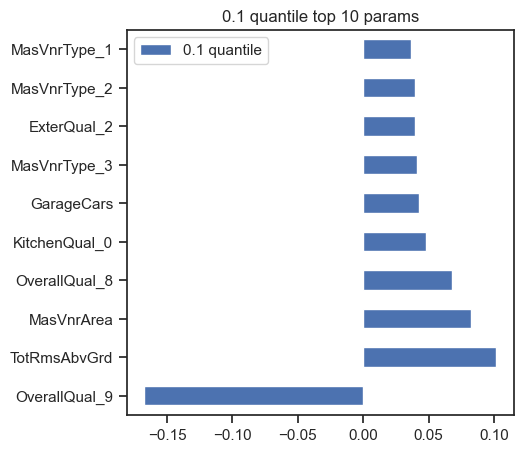 0.1 quantile top 10 params
0.1 quantile
MasVnrType_1
MasVnrType_2
ExterQual_2
MasVnrType_3
GarageCars
KitchenQual_0
OverallQual_8
MasVnrArea
TotRmsAbvGrd
OverallQual_9
−0.15 −0.10 −0.05 0.00 0.05 0.10